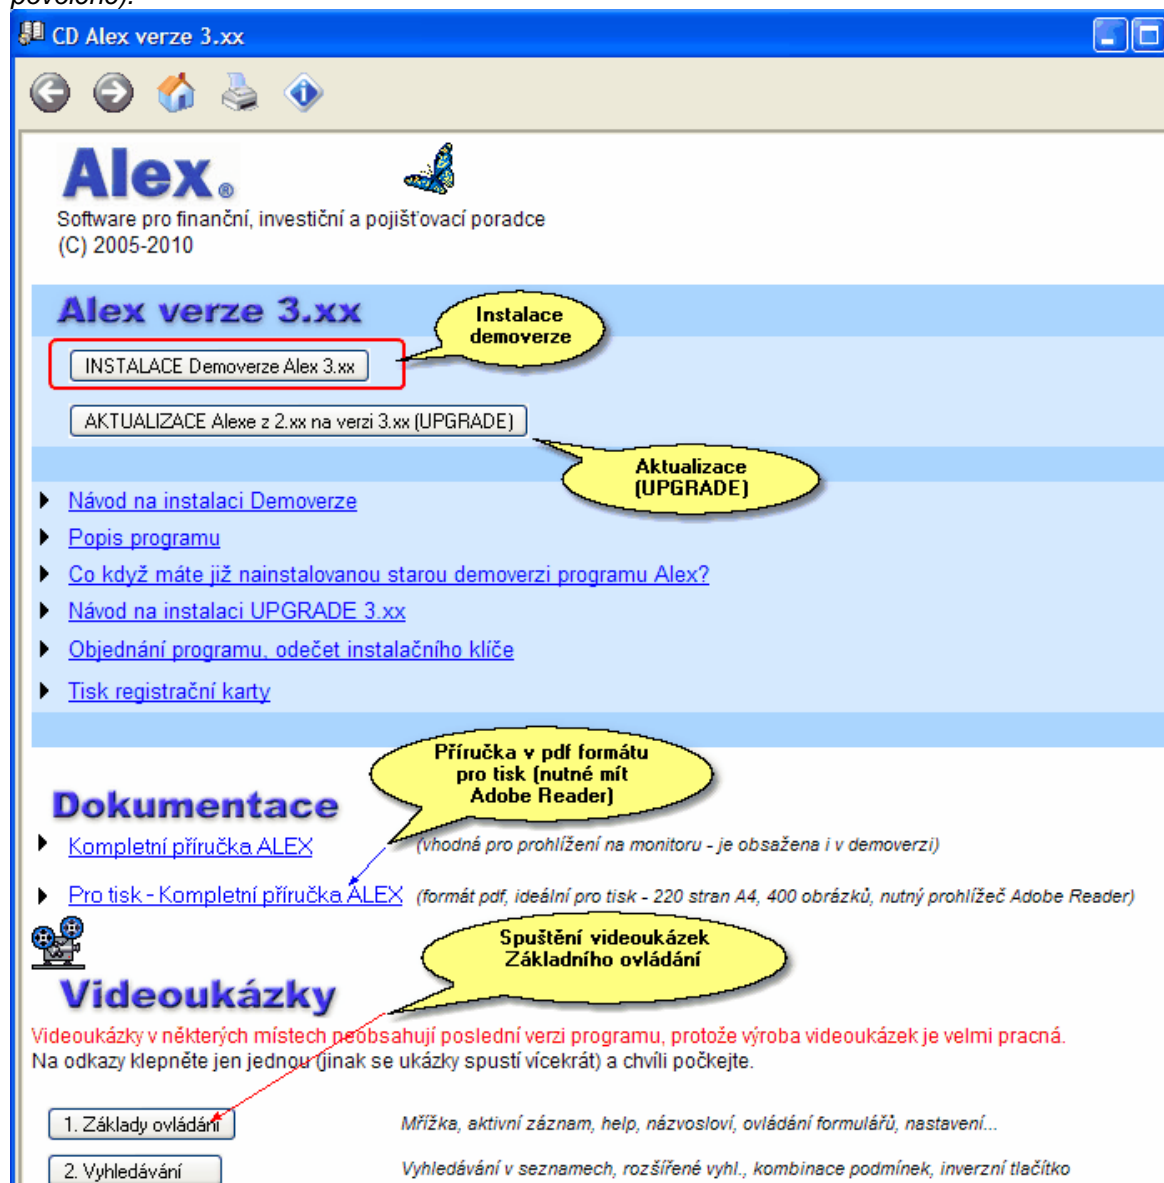 povoleno).
CD Alex verze 3.xx
Alex®
Software pro finanční, investiční a pojišťovací poradce
(C) 2005-2010
Alex verze 3.xx
Instalace
demoverze
INSTALACE Demoverze Alex 3.xx
AKTUALIZACE Alexe z 2.xx na verzi 3.xx (UPGRADE)
Aktualizace
(UPGRADE)
Návod na instalaci Demoverze
Popis programu
Co když máte již nainstalovanou starou demoverzi programu Alex?
Návod na instalaci UPGRADE 3.xx
Objednání programu, odečet instalačního klíče
Tisk registrační karty
Příručka v pdf formátu
pro tisk (nutné mít
Adobe Reader)
Dokumentace
Kompletní příručka ALEX (vhodná pro prohlížení na monitoru - je obsažena i v demoverzi)
Pro tisk - Kompletní příručka ALEX (formát pdf, ideální pro tisk - 220 stran A4, 400 obrázků, nutný prohlížeč Adobe Reader)
Spuštění videoukázek
Základního ovládání
Videoukázky
Videoukázky v některých místech neobsahují poslední verzi programu, protože výroba videoukázek je velmi pracná.
Na odkazy klepněte jen jednou (jinak se ukázky spustí vícekrát) a chvíli počkejte.
1. Základy ovládání Mřížka, aktivní záznam, help, názvosloví, ovládání formulářů, nastavení...
2. Vyhledávání Vyhledávání v seznamech, rozšířené vyhl., kombinace podmínek, inverzní tlačítko